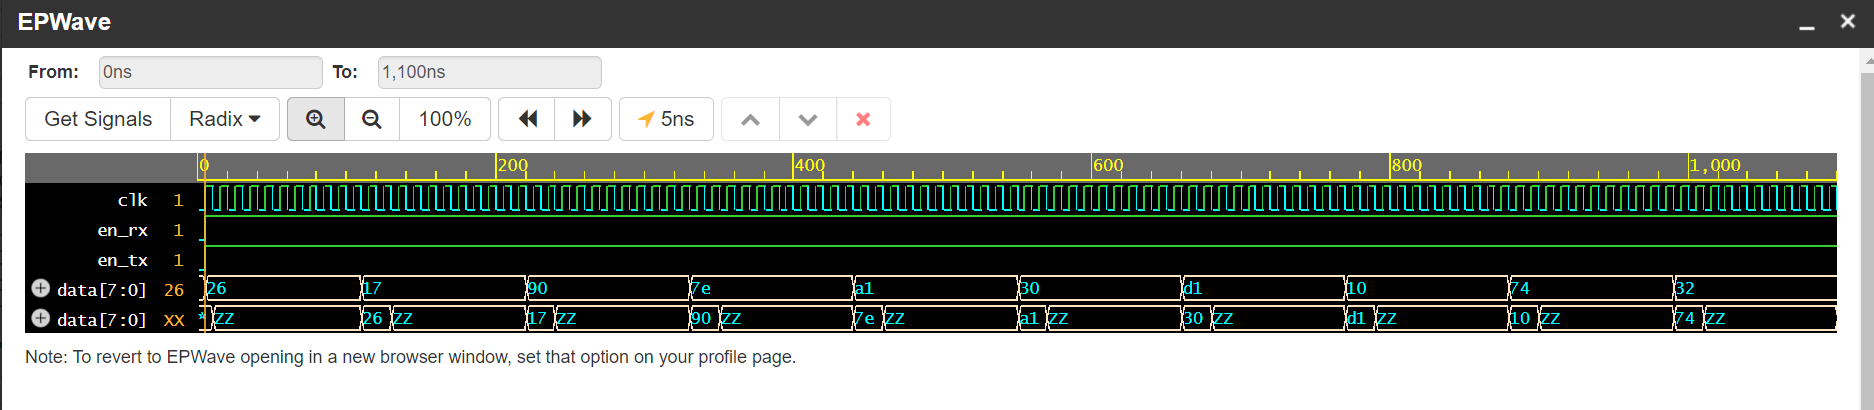 EPWave
From: 0ns To: 1,100ns
Get Signals Radix 100% 5ns
0 200 400 600 800 1,000
clk 1
en_rx 1
en_tx 1
data[7:0] 26 26 17 90 7e a1 30 d1 10 74 32
data[7:0] XX * ZZ 26 ZZ 17 ZZ 90 ZZ 7e ZZ a1 ZZ 30 ZZ d1 ZZ 10 ZZ 74 ZZ
Note: To revert to EPWave opening in a new browser window, set that option on your profile page.